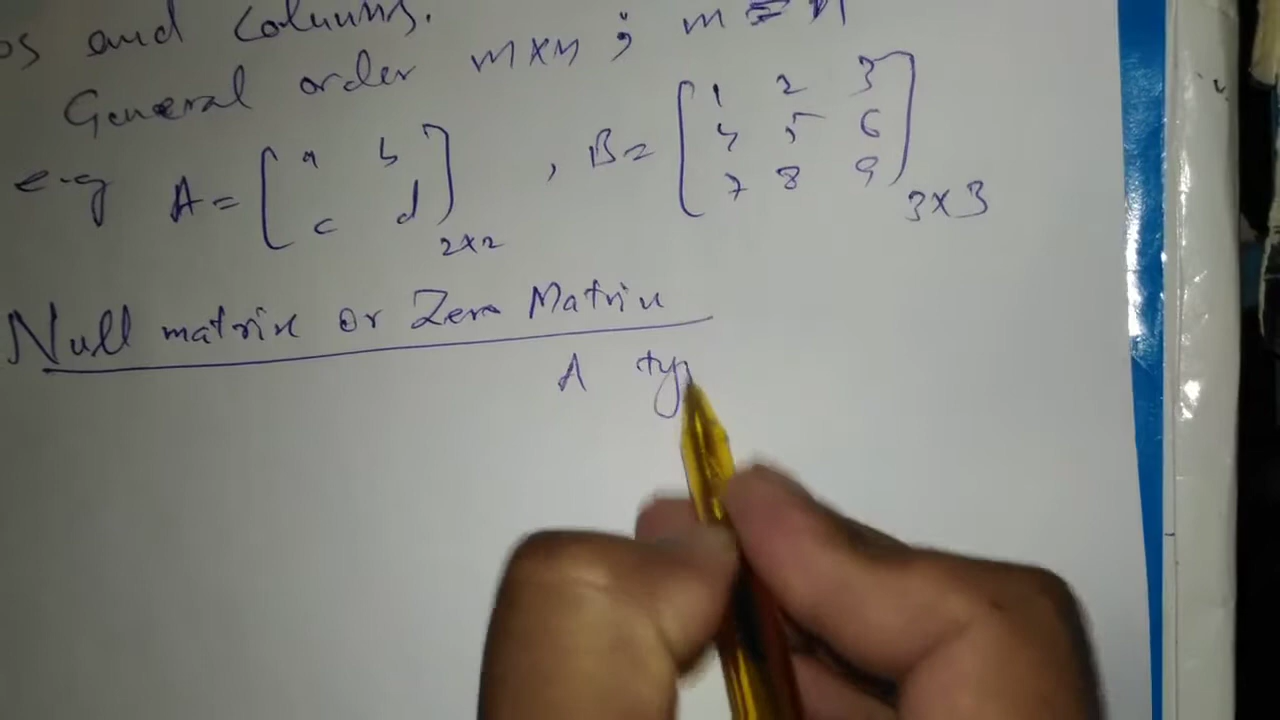 and columns.
General order m×n ; m = n
e.g A = [ a b , B = [ 1 2 3
4 5 6
c d ]2×2 7 8 9 ]3×3
Null matrix or Zero Matrix
A typ